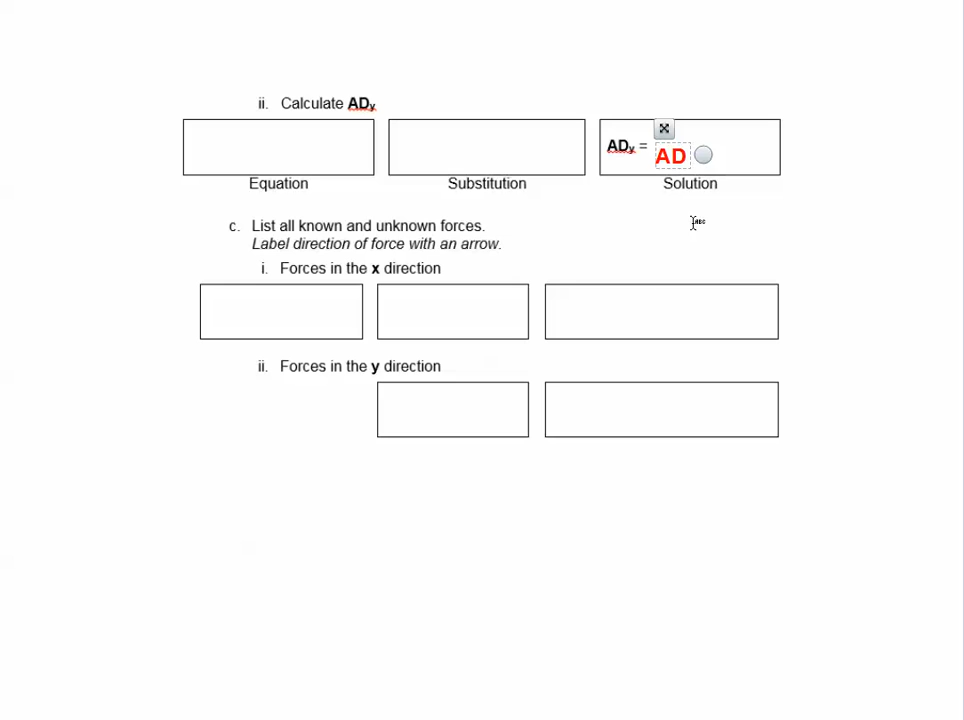 ii. Calculate ADy
ADy = AD
Equation Substitution Solution
c. List all known and unknown forces.
Label direction of force with an arrow.
i. Forces in the x direction
ii. Forces in the y direction